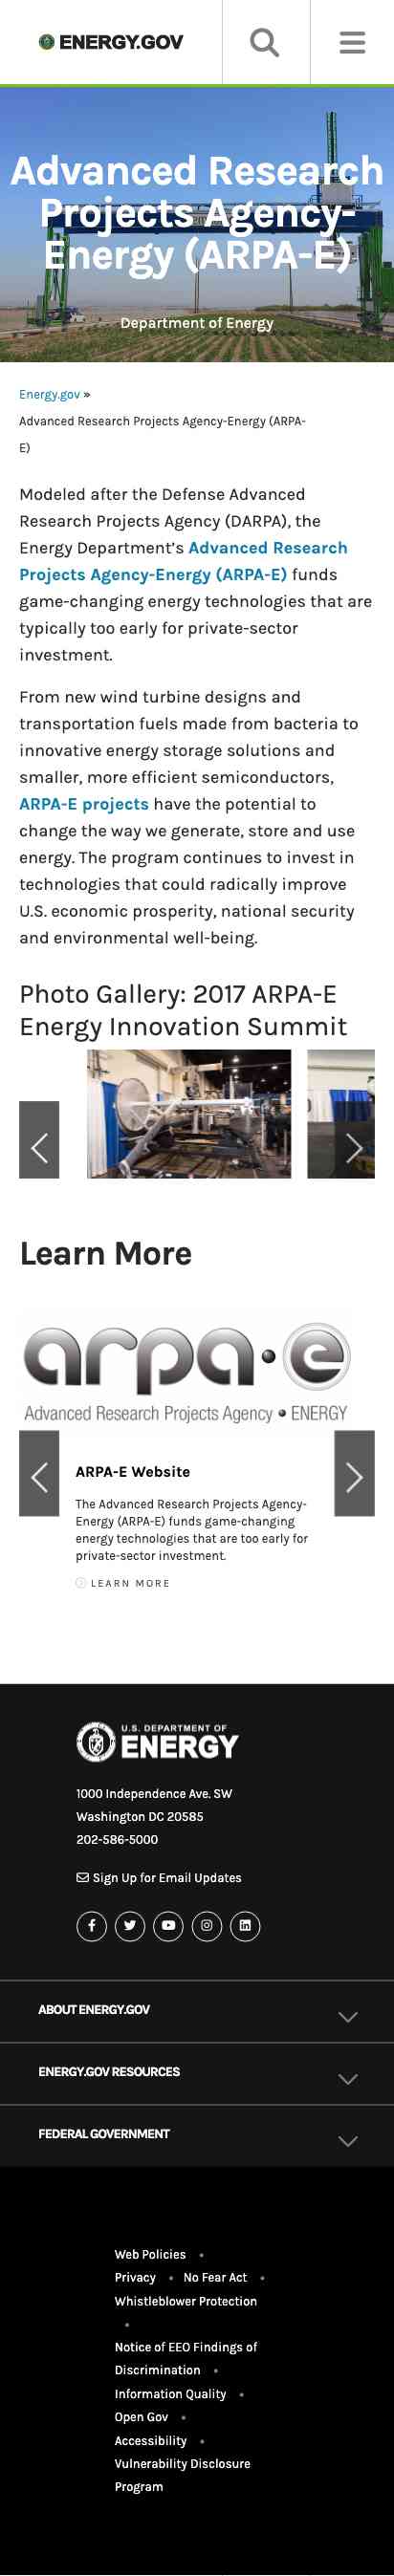 ENERGY.GOV
Advanced Research
Projects Agency-
Energy (ARPA-E)
Department of Energy
Energy.gov »
Advanced Research Projects Agency-Energy (ARPA-
E)
Modeled after the Defense Advanced
Research Projects Agency (DARPA), the
Energy Department’s Advanced Research
Projects Agency-Energy (ARPA-E) funds
game-changing energy technologies that are
typically too early for private-sector
investment.
From new wind turbine designs and
transportation fuels made from bacteria to
innovative energy storage solutions and
smaller, more efficient semiconductors,
ARPA-E projects have the potential to
change the way we generate, store and use
energy. The program continues to invest in
technologies that could radically improve
U.S. economic prosperity, national security
and environmental well-being.
Photo Gallery: 2017 ARPA-E
Energy Innovation Summit
Learn More
arpa·e
Advanced Research Projects Agency • ENERGY
ARPA-E Website
The Advanced Research Projects Agency-
Energy (ARPA-E) funds game-changing
energy technologies that are too early for
private-sector investment.
LEARN MORE
U.S. DEPARTMENT OF
ENERGY
1000 Independence Ave. SW
Washington DC 20585
202-586-5000
Sign Up for Email Updates
ABOUT ENERGY.GOV
ENERGY.GOV RESOURCES
FEDERAL GOVERNMENT
Web Policies •
Privacy • No Fear Act •
Whistleblower Protection
•
Notice of EEO Findings of
Discrimination •
Information Quality •
Open Gov •
Accessibility •
Vulnerability Disclosure
Program